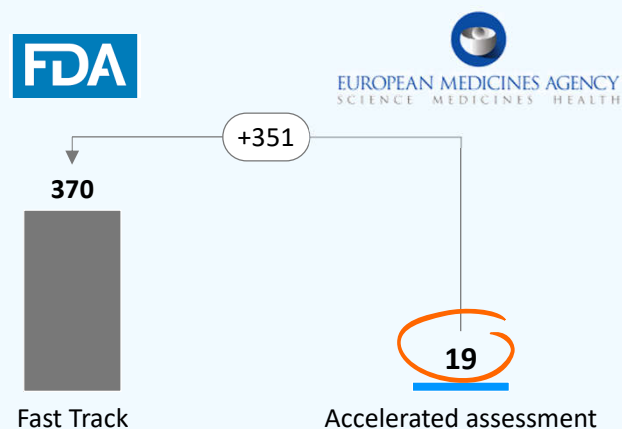 FDA
EUROPEAN MEDICINES AGENCY
SCIENCE MEDICINES HEALTH
+351
370
19
Fast Track
Accelerated assessment